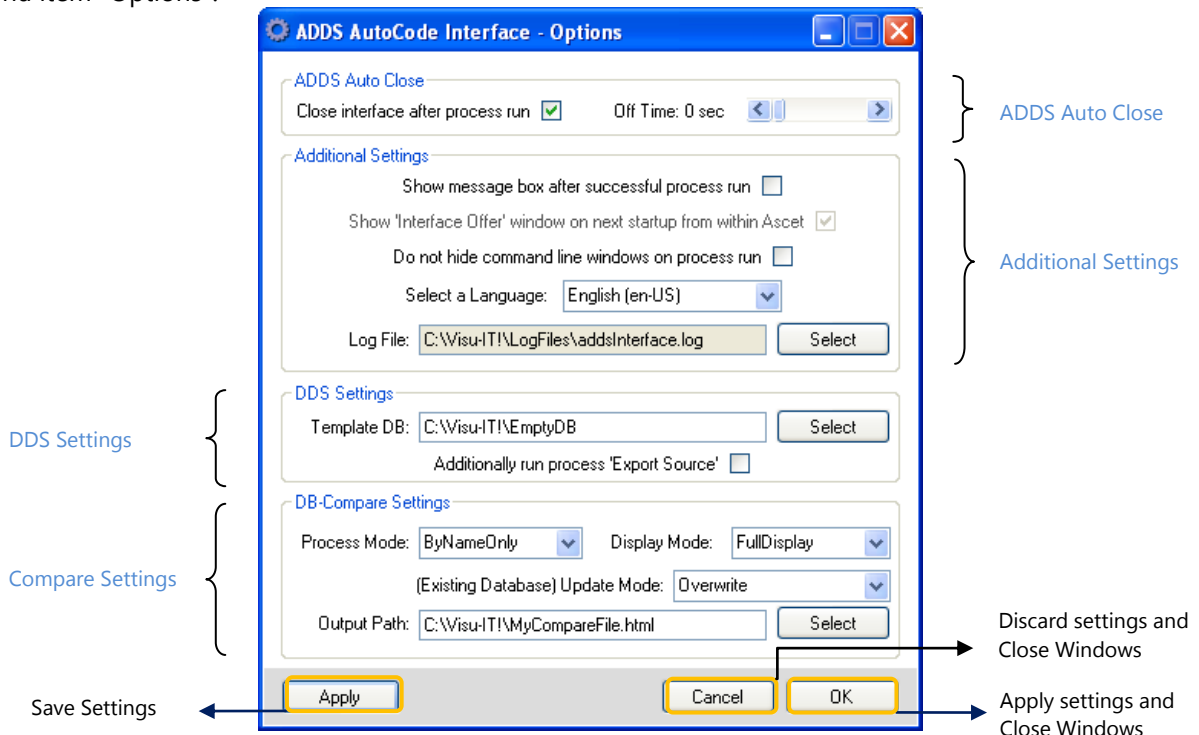 ADDS AutoCode Interface - Options
ADDS Auto Close
Close interface after process run Off Time: 0 sec
ADDS Auto Close
Additional Settings
Show message box after successful process run
Show 'Interface Offer' window on next startup from within Ascet
Do not hide command line windows on process run
Additional Settings
Select a Language: English (en-US)
Log File: C:\Visu-IT!\LogFiles\addsInterface.log Select
DDS Settings
Template DB: C:\Visu-IT!\EmptyDB Select
DDS Settings
Additionally run process 'Export Source'
DB-Compare Settings
Process Mode: ByNameOnly Display Mode: FullDisplay
Compare Settings
(Existing Database) Update Mode: Overwrite
Output Path: C:\Visu-IT!\MyCompareFile.html Select
Discard settings and
Close Windows
Apply Cancel OK
Save Settings
Apply settings and
Close Windows